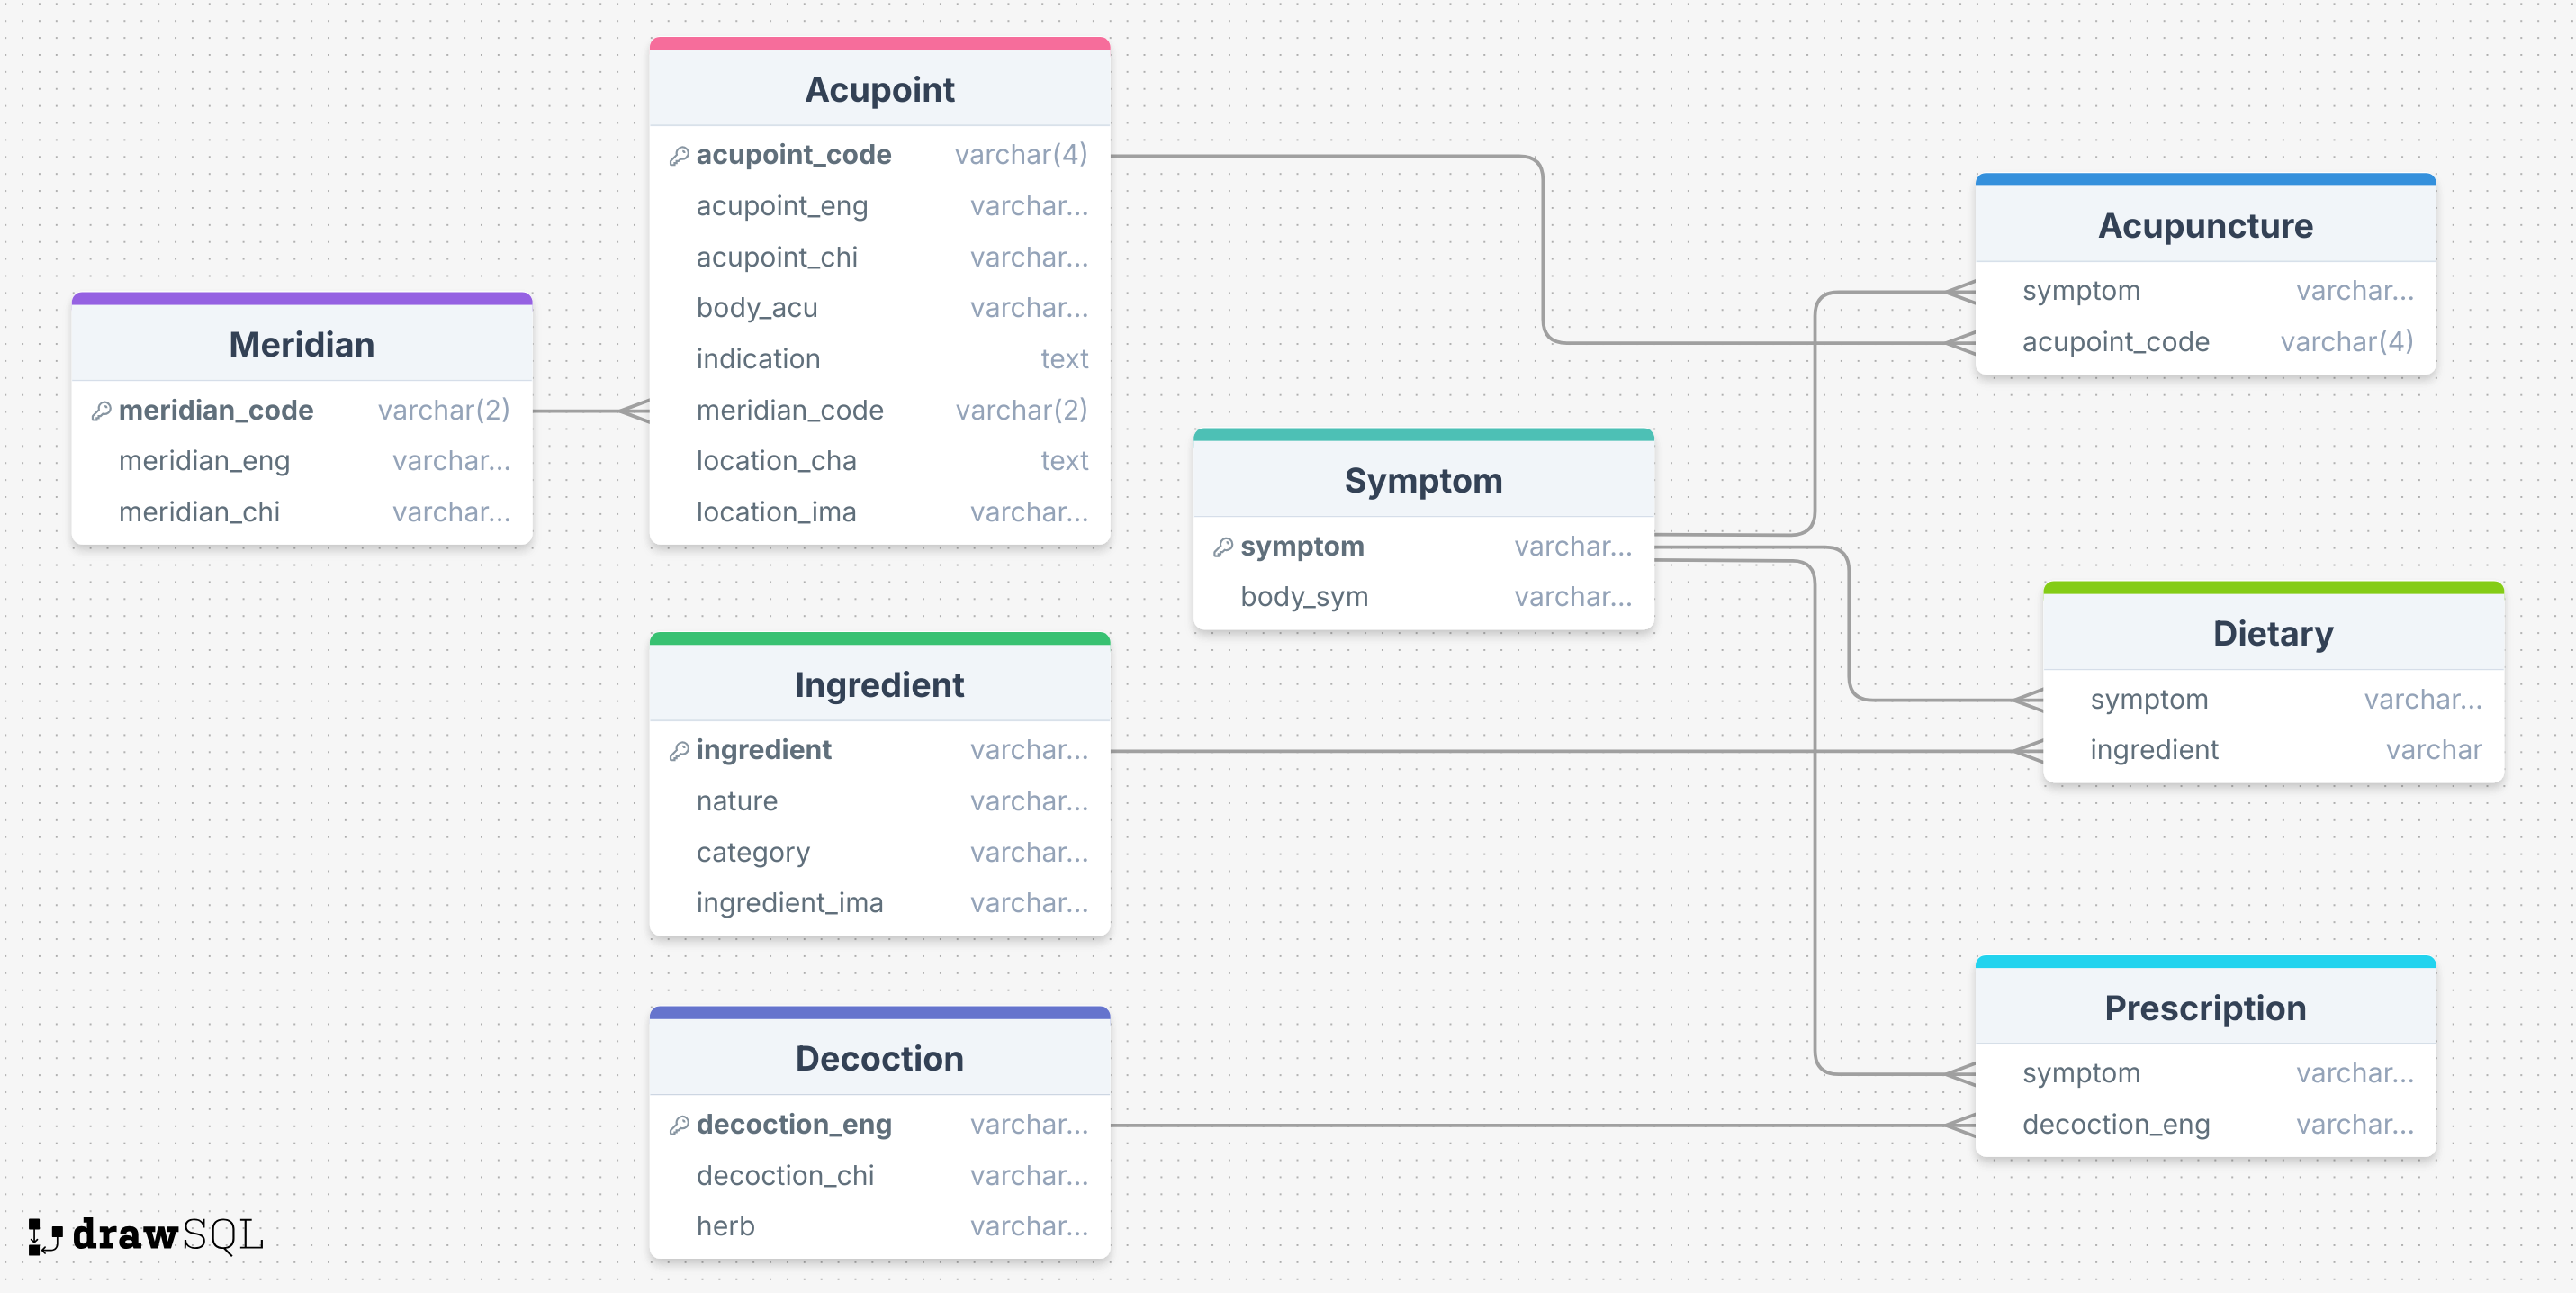 Acupoint
acupoint_code varchar(4)
acupoint_eng varchar...
acupoint_chi varchar...
body_acu varchar...
indication text
meridian_code varchar(2)
location_cha text
location_ima varchar...
Meridian
meridian_code varchar(2)
meridian_eng varchar...
meridian_chi varchar...
Acupuncture
symptom varchar...
acupoint_code varchar(4)
Symptom
symptom varchar...
body_sym varchar...
Dietary
symptom varchar...
ingredient varchar
Ingredient
ingredient varchar...
nature varchar...
category varchar...
ingredient_ima varchar...
Prescription
symptom varchar...
decoction_eng varchar...
Decoction
decoction_eng varchar...
decoction_chi varchar...
herb varchar...
drawSQL